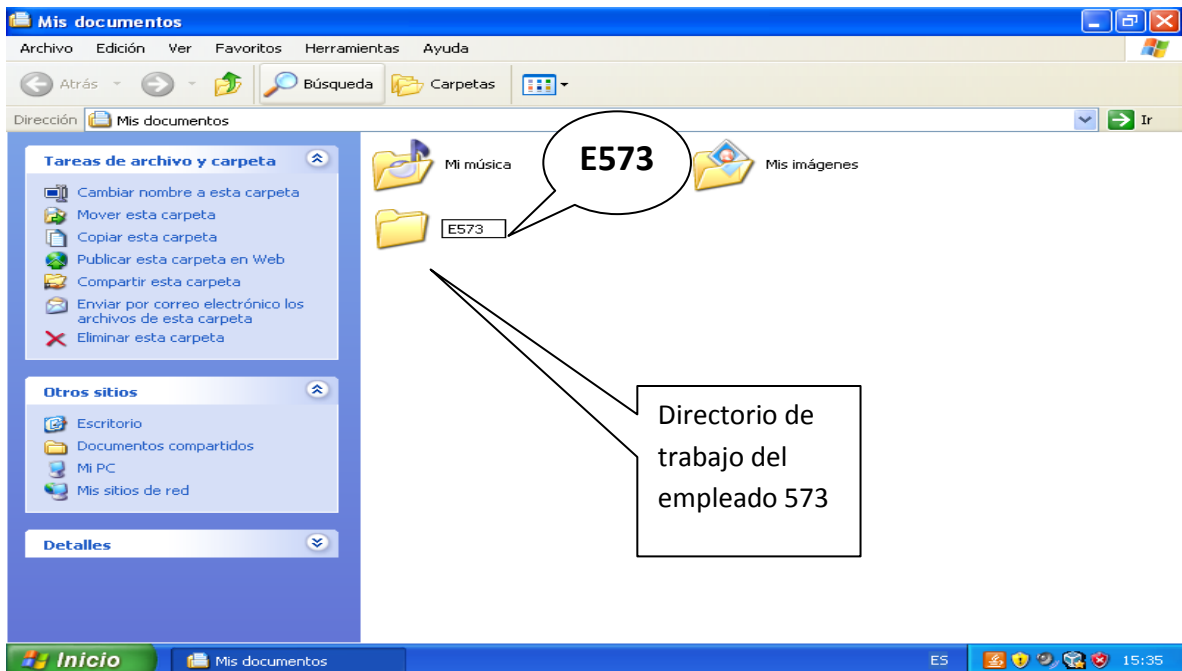 Mis documentos
Archivo Edición Ver Favoritos Herramientas Ayuda
Atrás Búsqueda Carpetas
Dirección Mis documentos Ir
Tareas de archivo y carpeta
Cambiar nombre a esta carpeta
Mover esta carpeta
Copiar esta carpeta
Publicar esta carpeta en Web
Compartir esta carpeta
Enviar por correo electrónico los
archivos de esta carpeta
Eliminar esta carpeta
Otros sitios
Escritorio
Documentos compartidos
Mi PC
Mis sitios de red
Detalles
Mi música
E573
Mis imágenes
E573
Directorio de
trabajo del
empleado 573
Inicio Mis documentos ES 15:35